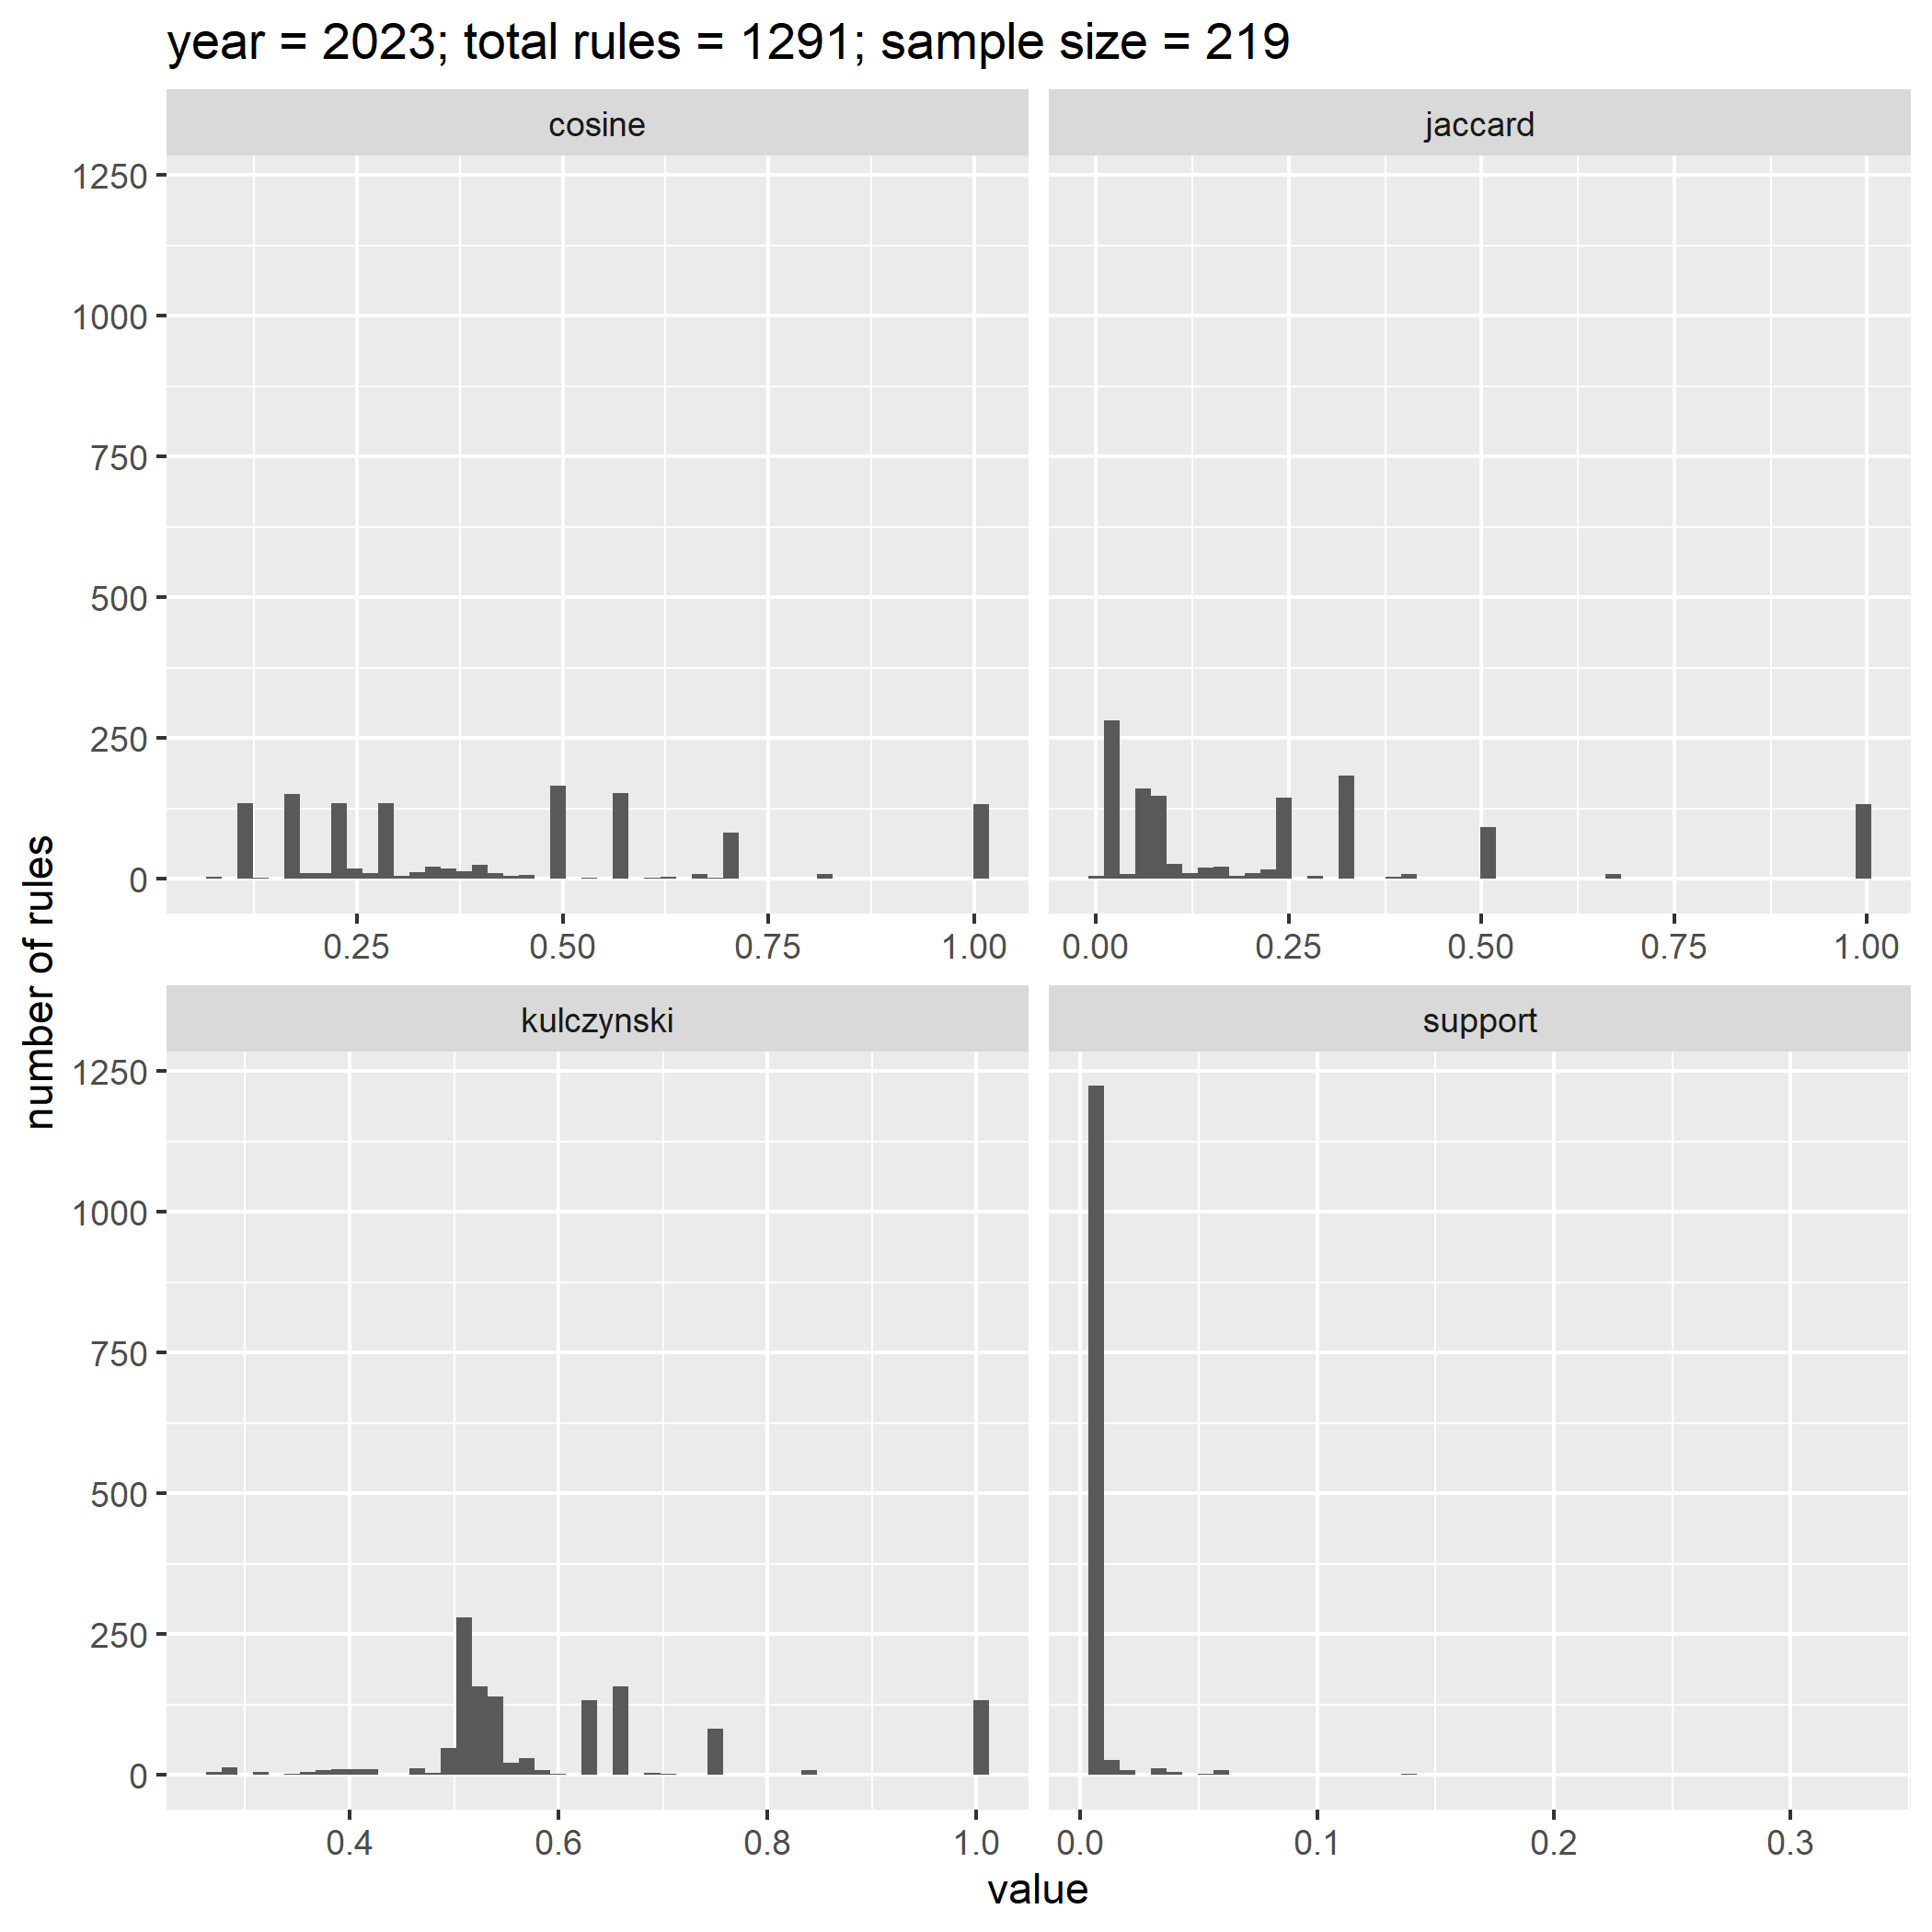 year = 2023; total rules = 1291; sample size = 219
cosine
jaccard
1250
1000
750
500
250
0
0.25 0.50 0.75 1.00
0.00 0.25 0.50 0.75 1.00
number of rules
kulczynski
support
1250
1000
750
500
250
0
0.4 0.6 0.8 1.0
0.0 0.1 0.2 0.3
value